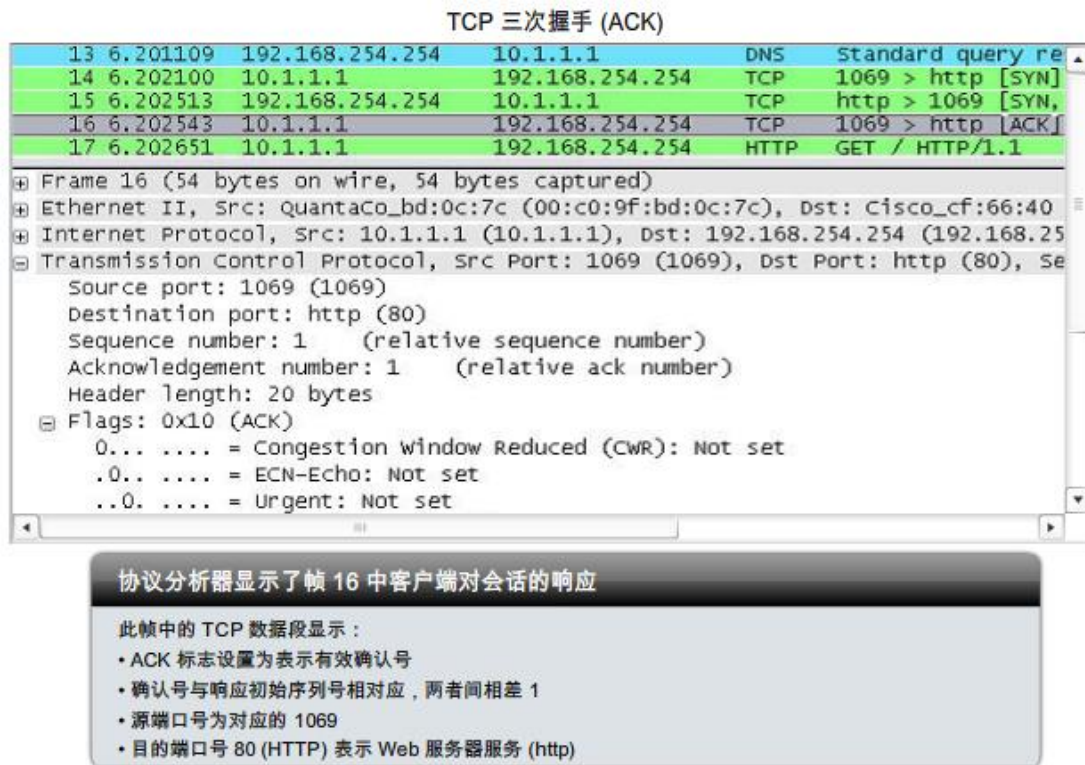 TCP 三次握手 (ACK)
13 6.201109 192.168.254.254 10.1.1.1 DNS Standard query re
14 6.202100 10.1.1.1 192.168.254.254 TCP 1069 > http [SYN]
15 6.202513 192.168.254.254 10.1.1.1 TCP http > 1069 [SYN,
16 6.202543 10.1.1.1 192.168.254.254 TCP 1069 > http [ACK]
17 6.202651 10.1.1.1 192.168.254.254 HTTP GET / HTTP/1.1
Frame 16 (54 bytes on wire, 54 bytes captured)
Ethernet II, Src: QuantaCo_bd:0c:7c (00:c0:9f:bd:0c:7c), Dst: Cisco_cf:66:40
Internet Protocol, Src: 10.1.1.1 (10.1.1.1), Dst: 192.168.254.254 (192.168.25
Transmission Control Protocol, Src Port: 1069 (1069), Dst Port: http (80), Se
Source port: 1069 (1069)
Destination port: http (80)
Sequence number: 1 (relative sequence number)
Acknowledgement number: 1 (relative ack number)
Header length: 20 bytes
Flags: 0x10 (ACK)
0... .... = Congestion Window Reduced (CWR): Not set
.0.. .... = ECN-Echo: Not set
..0. .... = Urgent: Not set
协议分析器显示了帧 16 中客户端对会话的响应
此帧中的 TCP 数据段显示：
• ACK 标志设置为表示有效确认号
• 确认号与响应初始序列号相对应，两者间相差 1
• 源端口号为对应的 1069
• 目的端口号 80 (HTTP) 表示 Web 服务器服务 (http)